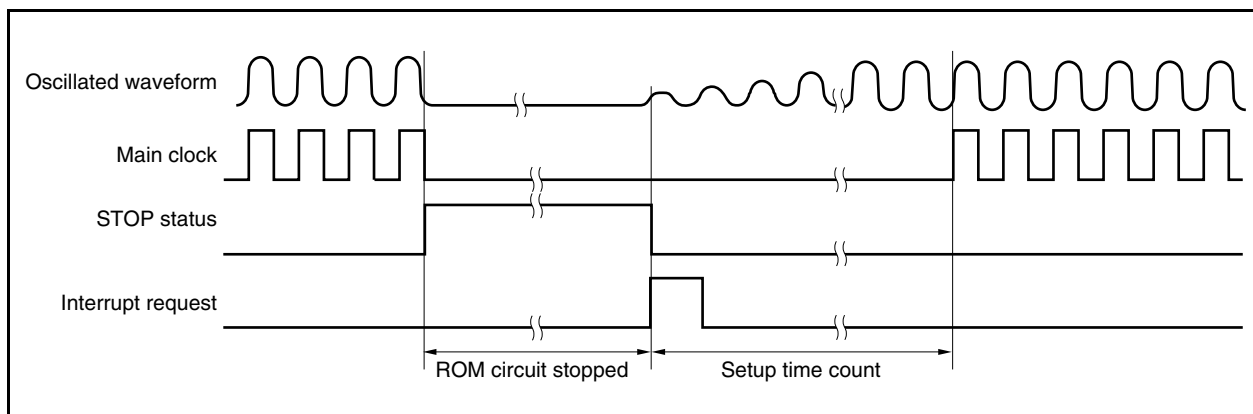 Oscillated waveform
Main clock
STOP status
Interrupt request
ROM circuit stopped
Setup time count